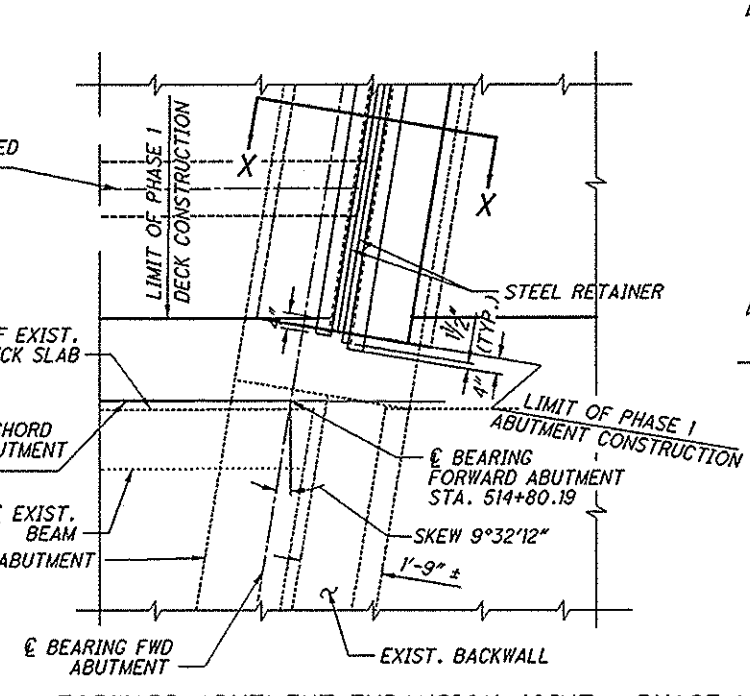 ED
LIMIT OF PHASE 1
DECK CONSTRUCTION
X
X
STEEL RETAINER
4"
1½"
(TYP.)
4"
F EXIST.
CK SLAB
LIMIT OF PHASE 1
ABUTMENT CONSTRUCTION
CHORD
UTMENT
℄ BEARING
FORWARD ABUTMENT
STA. 514+80.19
EXIST.
BEAM
SKEW 9°32'12"
ABUTMENT
1'-9" ±
℄ BEARING FWD
ABUTMENT
EXIST. BACKWALL